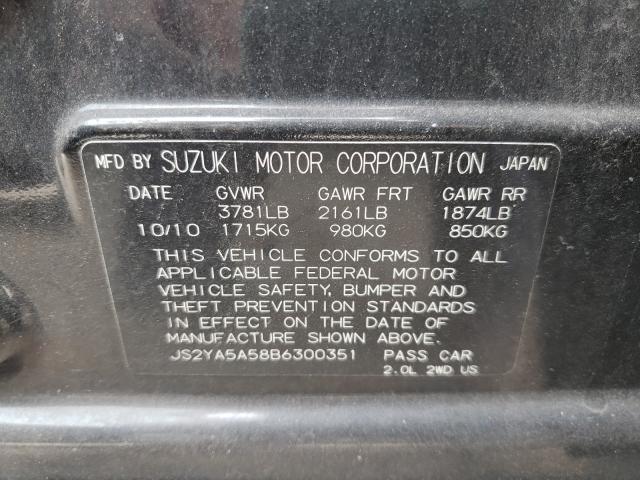 MFD BY SUZUKI MOTOR CORPORATION JAPAN
DATE GVWR GAWR FRT GAWR RR
3781LB 2161LB 1874LB
10/10 1715KG 980KG 850KG
THIS VEHICLE CONFORMS TO ALL
APPLICABLE FEDERAL MOTOR
VEHICLE SAFETY, BUMPER AND
THEFT PREVENTION STANDARDS
IN EFFECT ON THE DATE OF
MANUFACTURE SHOWN ABOVE.
JS2YA5A58B6300351 PASS CAR
2.0L 2WD US